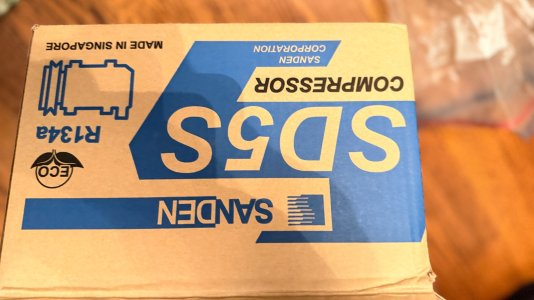 SANDEN
ECO
R134a
SD5S
COMPRESSOR
SANDEN
CORPORATION
MADE IN SINGAPORE